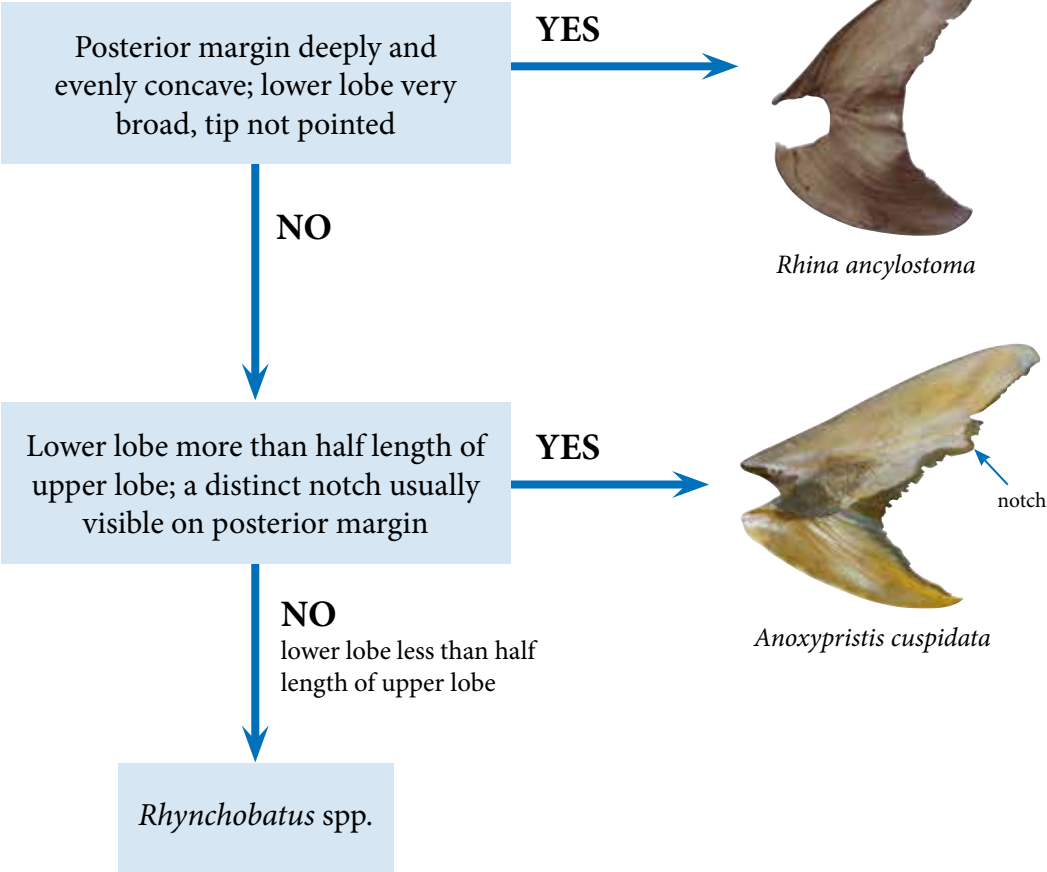 Posterior margin deeply and
evenly concave; lower lobe very
broad, tip not pointed
YES
Rhina ancylostoma
NO
Lower lobe more than half length of
upper lobe; a distinct notch usually
visible on posterior margin
YES
notch
Anoxypristis cuspidata
NO
lower lobe less than half
length of upper lobe
Rhynchobatus spp.